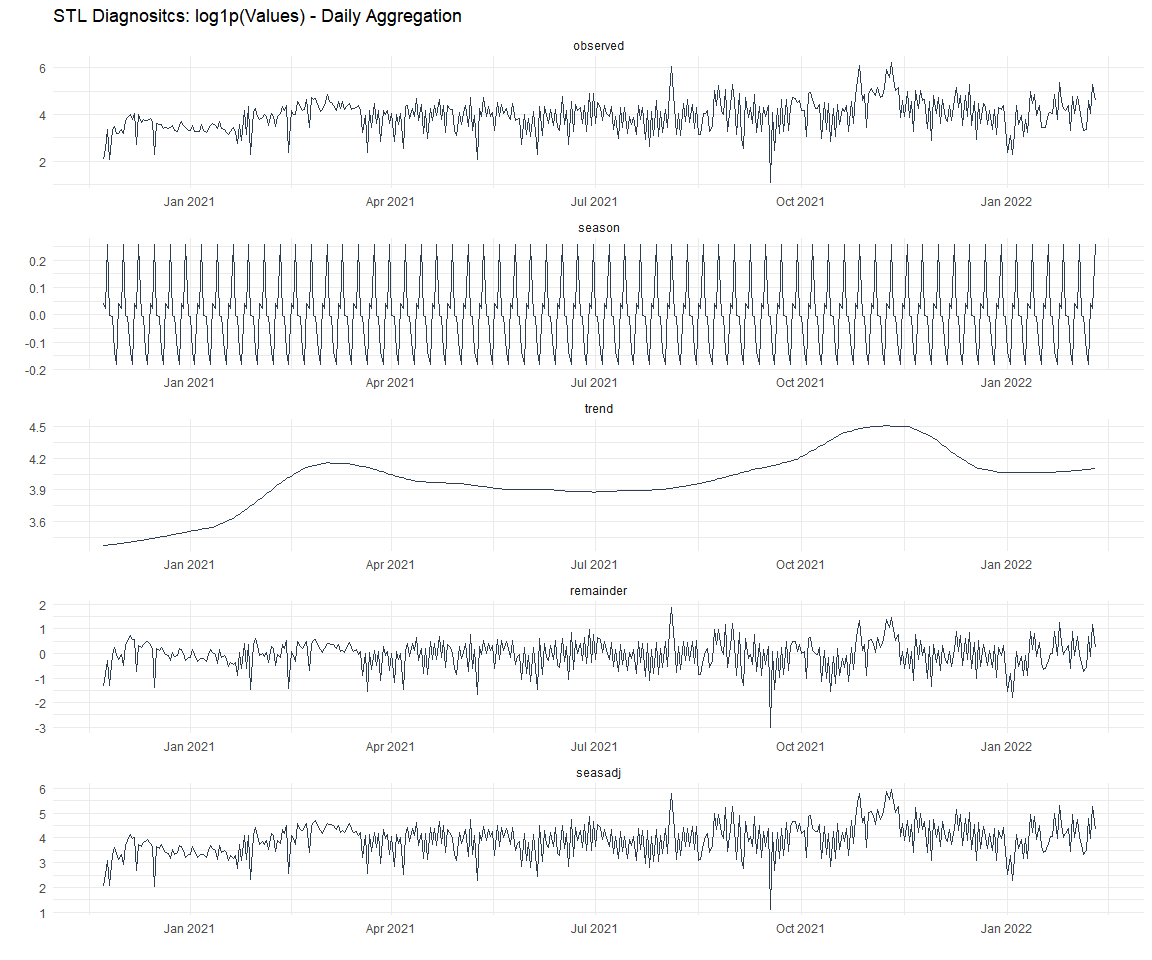 STL Diagnositcs: log1p(Values) - Daily Aggregation
observed
6
4
2
Jan 2021 Apr 2021 Jul 2021 Oct 2021 Jan 2022
season
0.2
0.1
0.0
-0.1
-0.2
Jan 2021 Apr 2021 Jul 2021 Oct 2021 Jan 2022
trend
4.5
4.2
3.9
3.6
Jan 2021 Apr 2021 Jul 2021 Oct 2021 Jan 2022
remainder
2
1
0
-1
-2
-3
Jan 2021 Apr 2021 Jul 2021 Oct 2021 Jan 2022
seasadj
6
5
4
3
2
1
Jan 2021 Apr 2021 Jul 2021 Oct 2021 Jan 2022